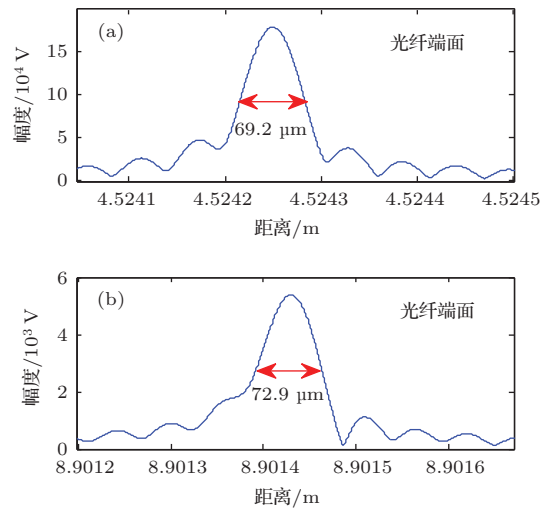 (a)
光纤端面
幅度/10⁴ V
15
10
5
0
69.2 µm
4.5241 4.5242 4.5243 4.5244 4.5245
距离/m
(b)
光纤端面
幅度/10³ V
6
4
2
0
72.9 µm
8.9012 8.9013 8.9014 8.9015 8.9016
距离/m